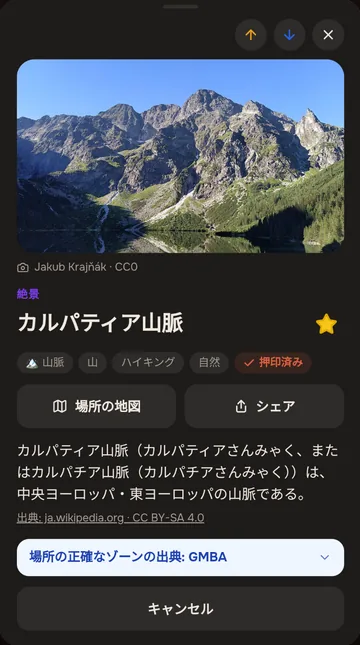 Jakub Krajňák · CC0
絶景
カルパティア山脈
山脈
山
ハイキング
自然
押印済み
場所の地図
シェア
カルパティア山脈（カルパティアさんみゃく、また
はカルパチア山脈（カルパチアさんみゃく））は、
中央ヨーロッパ・東ヨーロッパの山脈である。
出典: ja.wikipedia.org · CC BY-SA 4.0
場所の正確なゾーンの出典: GMBA
キャンセル